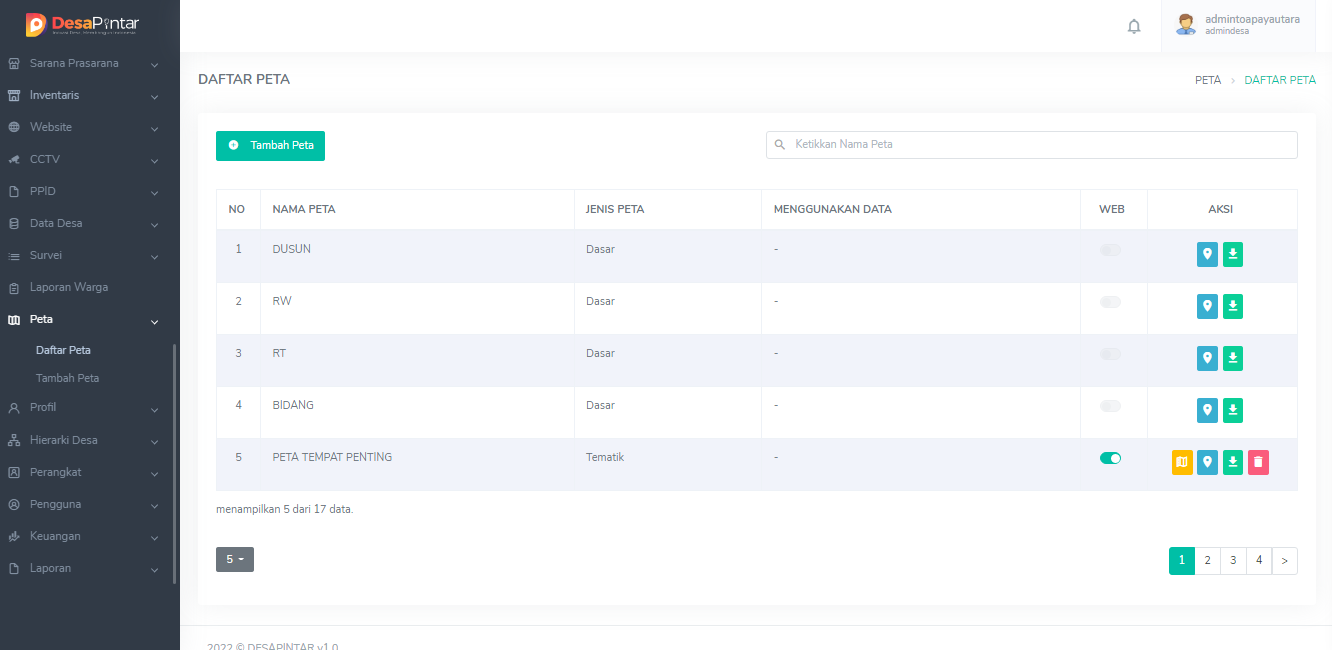 DesaPintar
admintoapayautara
admindesa
Sarana Prasarana
Inventaris
Website
CCTV
PPID
Data Desa
Survei
Laporan Warga
Peta
Daftar Peta
Tambah Peta
Profil
Hierarki Desa
Perangkat
Pengguna
Keuangan
Laporan
DAFTAR PETA
PETA > DAFTAR PETA
Tambah Peta
Ketikkan Nama Peta
NO NAMA PETA JENIS PETA MENGGUNAKAN DATA WEB AKSI
1 DUSUN Dasar -
2 RW Dasar -
3 RT Dasar -
4 BIDANG Dasar -
5 PETA TEMPAT PENTING Tematik -
menampilkan 5 dari 17 data.
5
1 2 3 4 >
2022 © DESAPINTAR v1.0